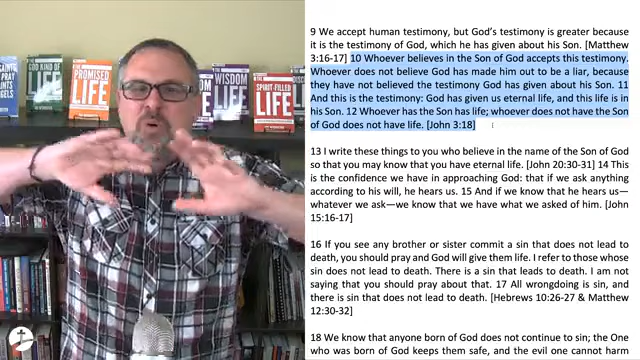 GOD KIND OF
LIFE
THE
PROMISED
LIFE
THE
WISDOM
LIFE
THE
SPIRIT-FILLED
LIFE
9 We accept human testimony, but God's testimony is greater because
it is the testimony of God, which he has given about his Son. [Matthew
3:16-17] 10 Whoever believes in the Son of God accepts this testimony.
Whoever does not believe God has made him out to be a liar, because
they have not believed the testimony God has given about his Son. 11
And this is the testimony: God has given us eternal life, and this life is in
his Son. 12 Whoever has the Son has life; whoever does not have the Son
of God does not have life. [John 3:18]
13 I write these things to you who believe in the name of the Son of God
so that you may know that you have eternal life. [John 20:30-31] 14 This
is the confidence we have in approaching God: that if we ask anything
according to his will, he hears us. 15 And if we know that he hears us—
whatever we ask—we know that we have what we asked of him. [John
15:16-17]
16 If you see any brother or sister commit a sin that does not lead to
death, you should pray and God will give them life. I refer to those whose
sin does not lead to death. There is a sin that leads to death. I am not
saying that you should pray about that. 17 All wrongdoing is sin, and
there is sin that does not lead to death. [Hebrews 10:26-27 & Matthew
12:30-32]
18 We know that anyone born of God does not continue to sin; the One
who was born of God keeps them safe, and the evil one cannot harm